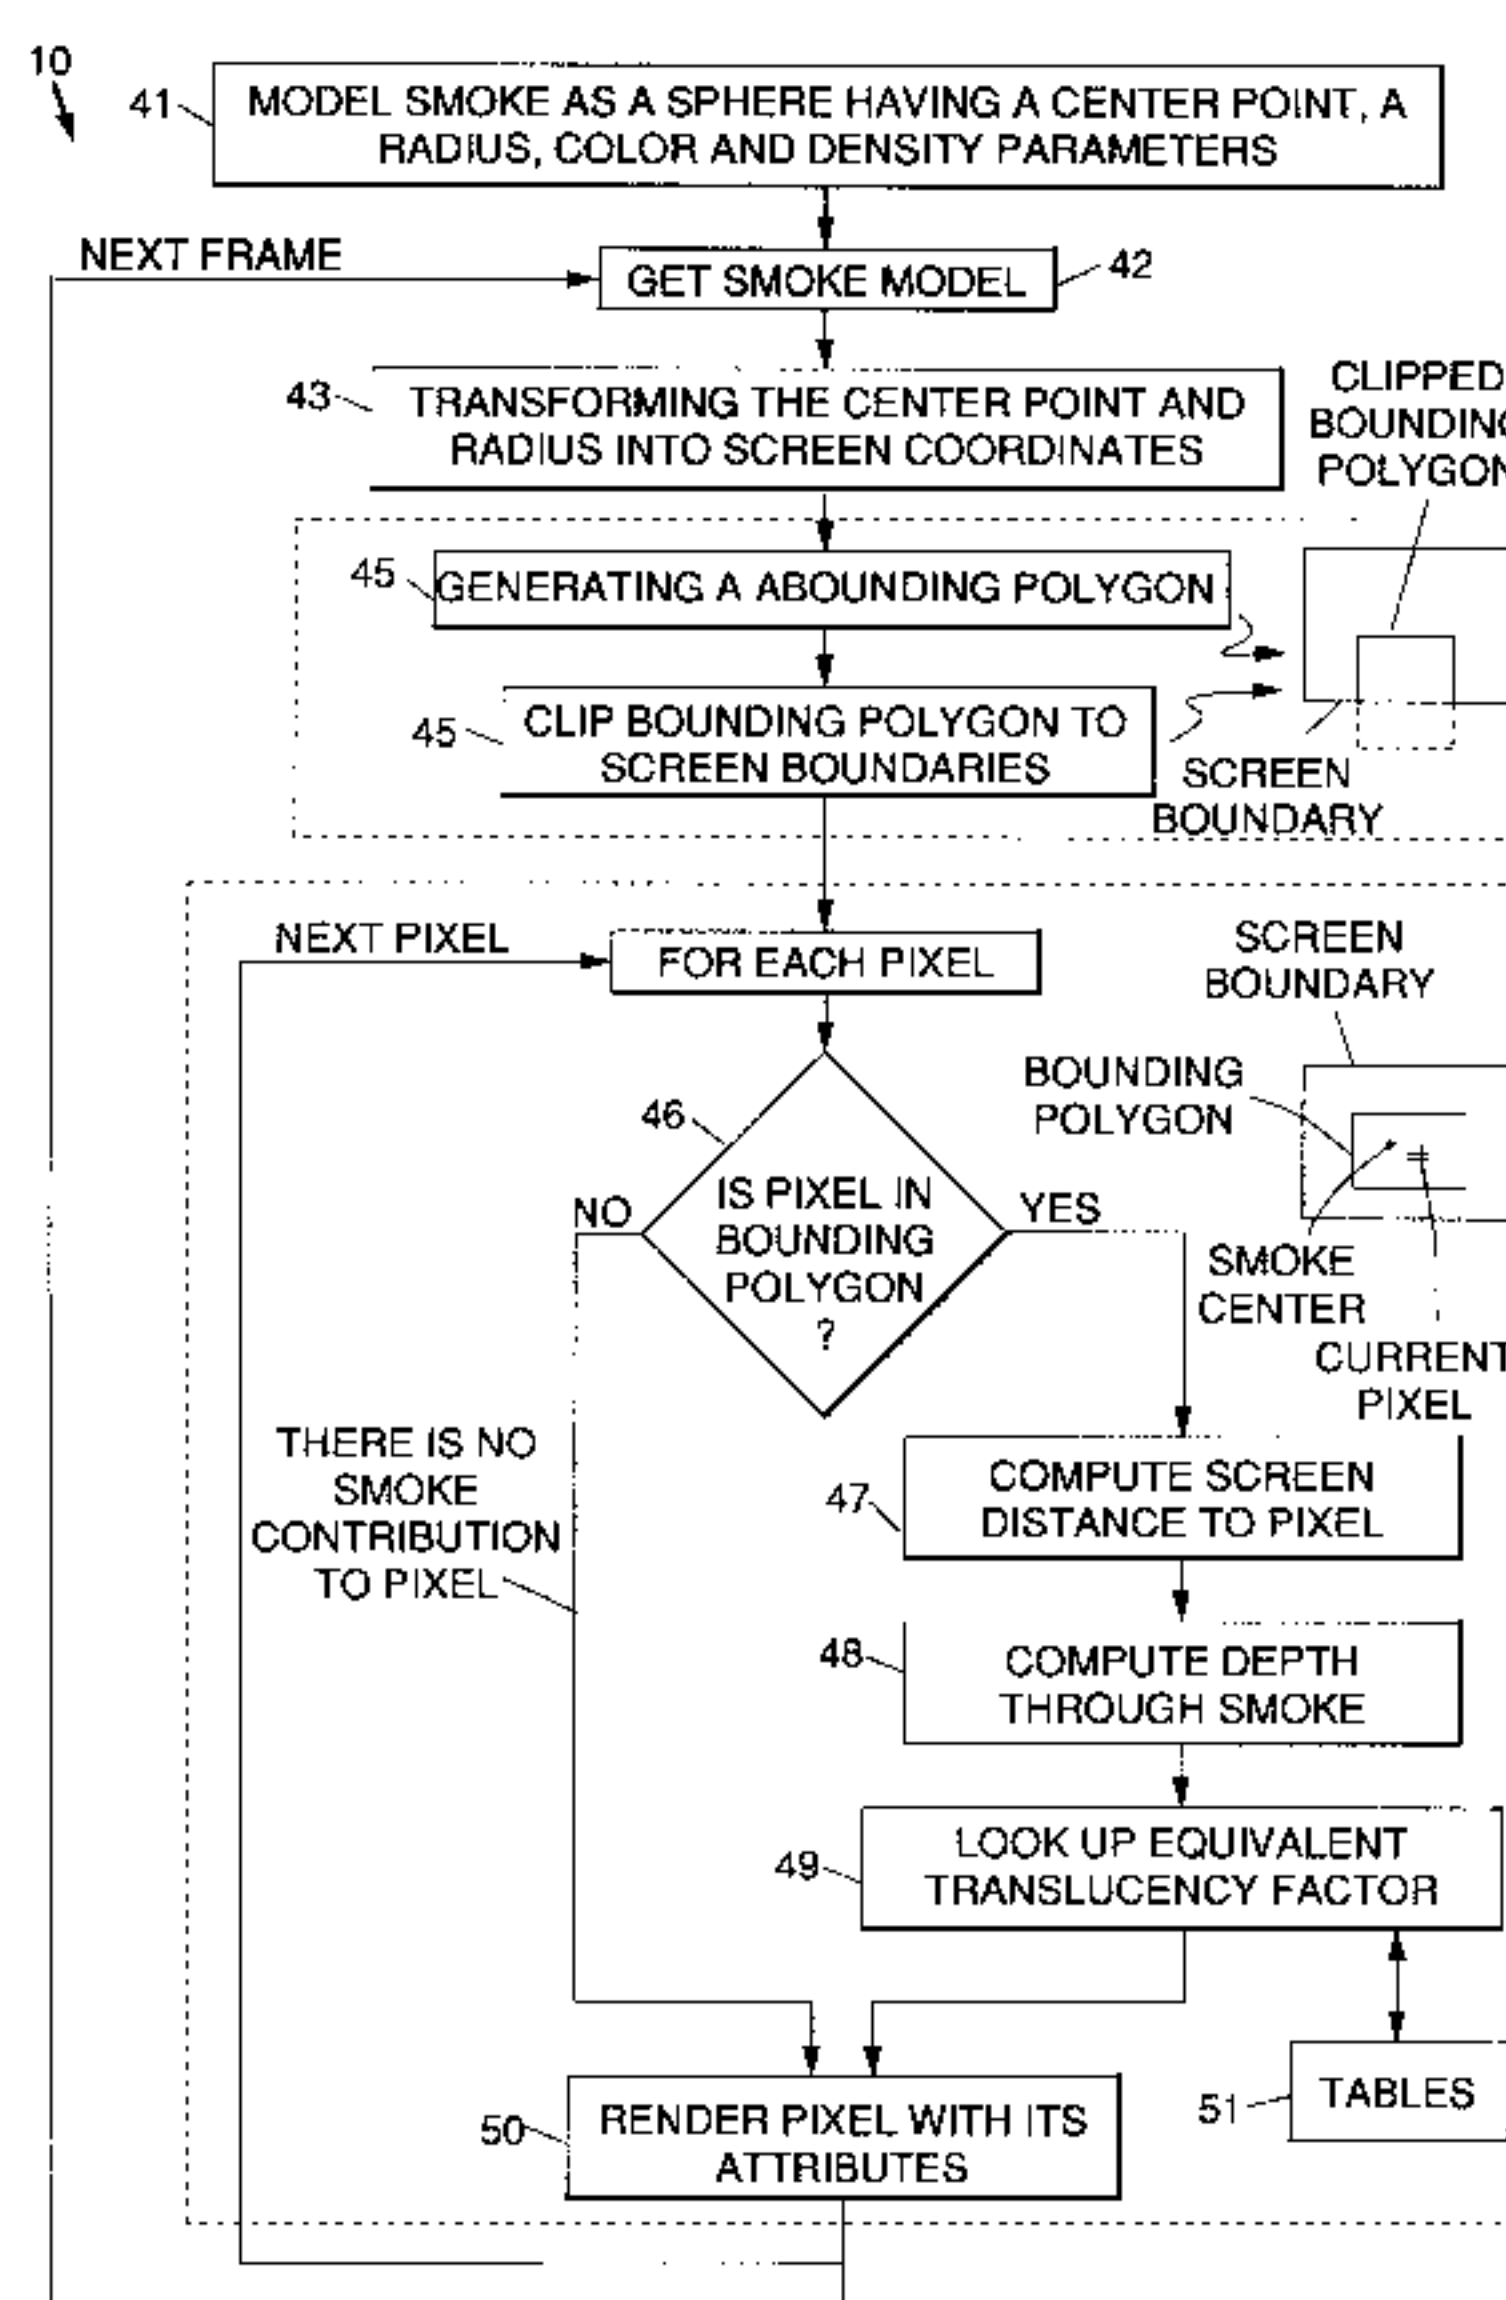 10
41
MODEL SMOKE AS A SPHERE HAVING A CENTER POINT, A
RADIUS, COLOR AND DENSITY PARAMETERS
NEXT FRAME
GET SMOKE MODEL
42
43
TRANSFORMING THE CENTER POINT AND
RADIUS INTO SCREEN COORDINATES
CLIPPED
BOUNDING
POLYGON
45
GENERATING A ABOUNDING POLYGON
45
CLIP BOUNDING POLYGON TO
SCREEN BOUNDARIES
SCREEN
BOUNDARY
NEXT PIXEL
FOR EACH PIXEL
SCREEN
BOUNDARY
BOUNDING
POLYGON
46
IS PIXEL IN
BOUNDING
POLYGON
?
NO
YES
SMOKE
CENTER
CURRENT
PIXEL
THERE IS NO
SMOKE
CONTRIBUTION
TO PIXEL
47
COMPUTE SCREEN
DISTANCE TO PIXEL
48
COMPUTE DEPTH
THROUGH SMOKE
49
LOOK UP EQUIVALENT
TRANSLUCENCY FACTOR
51
TABLES
50
RENDER PIXEL WITH ITS
ATTRIBUTES